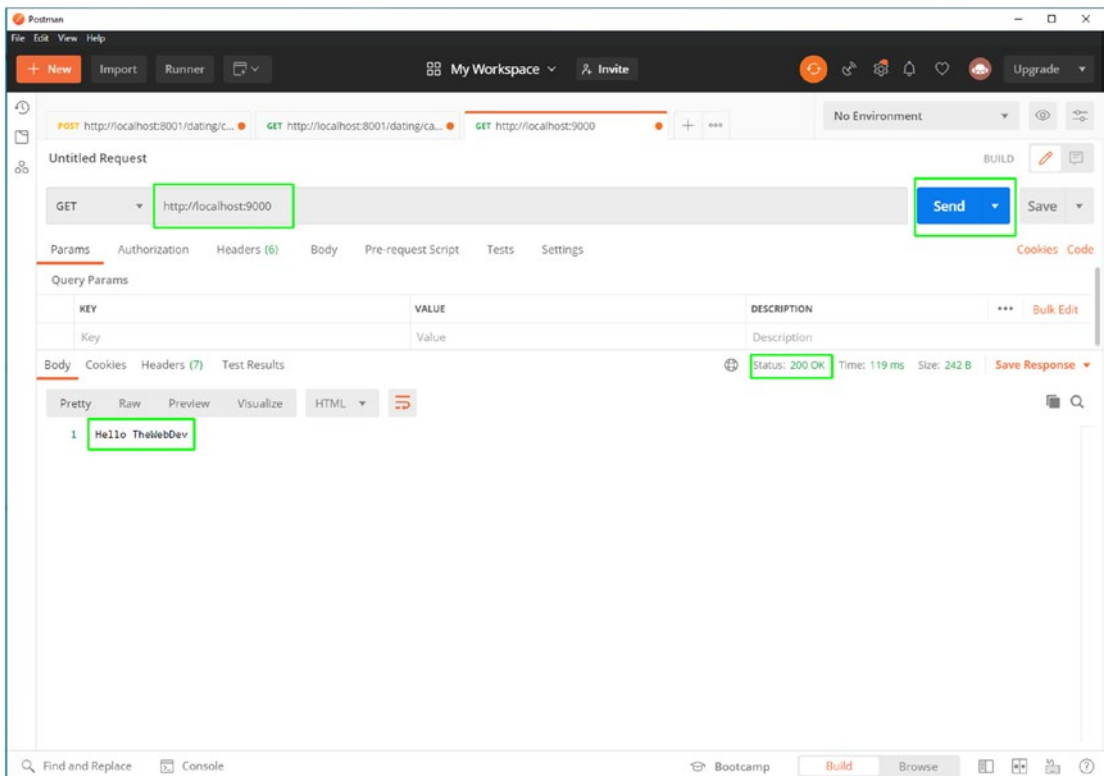 Postman
File Edit View Help
+ New Import Runner My Workspace Invite Upgrade
POST http://localhost:8001/dating/c... GET http://localhost:8001/dating/ca... GET http://localhost:9000 + ••• No Environment
Untitled Request BUILD
GET http://localhost:9000 Send Save
Params Authorization Headers (6) Body Pre-request Script Tests Settings Cookies Code
Query Params
KEY VALUE DESCRIPTION ••• Bulk Edit
Key Value Description
Body Cookies Headers (7) Test Results Status: 200 OK Time: 119 ms Size: 242 B Save Response
Pretty Raw Preview Visualize HTML
1 Hello TheWebDev
Find and Replace Console Bootcamp Build Browse